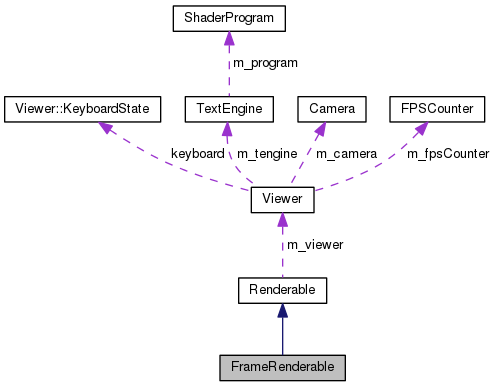 ShaderProgram
m_program
Viewer::KeyboardState
TextEngine
Camera
FPSCounter
keyboard
m_tengine
m_camera
m_fpsCounter
Viewer
m_viewer
Renderable
FrameRenderable